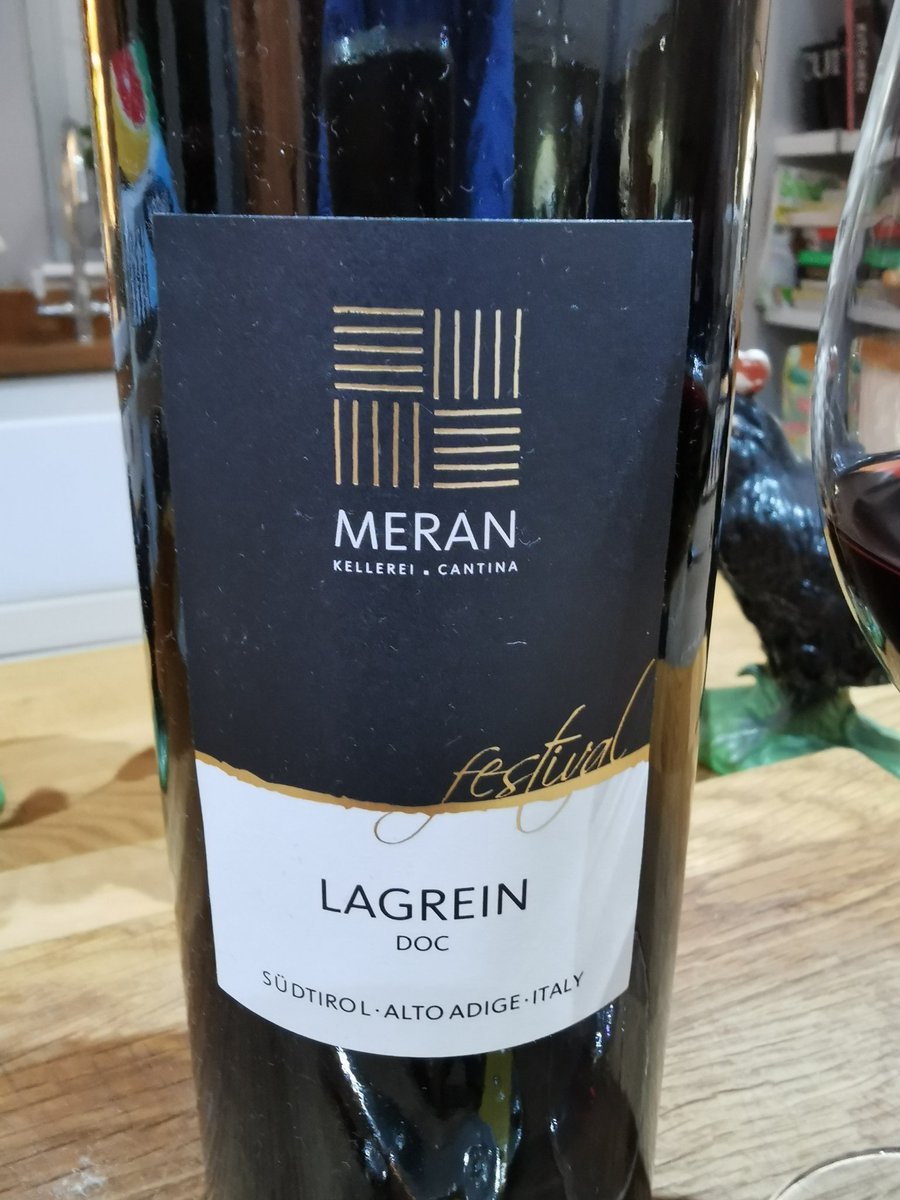 MERAN
KELLEREI . CANTINA
festival
LAGREIN
DOC
SÜDTIROL · ALTO ADIGE · ITALY